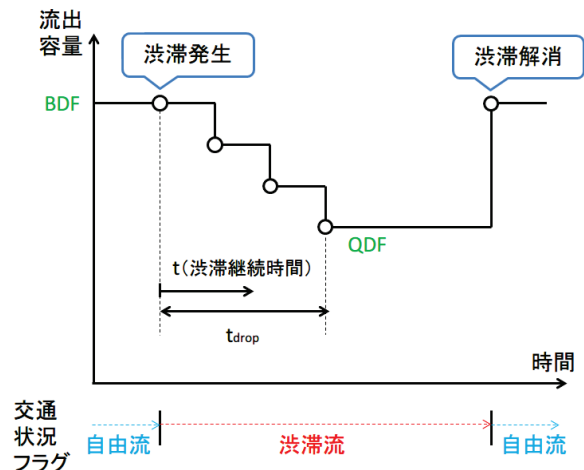 流出
容量
渋滞発生
渋滞解消
BDF
QDF
t(渋滞継続時間)
tdrop
時間
交通
状況
フラグ
自由流
渋滞流
自由流